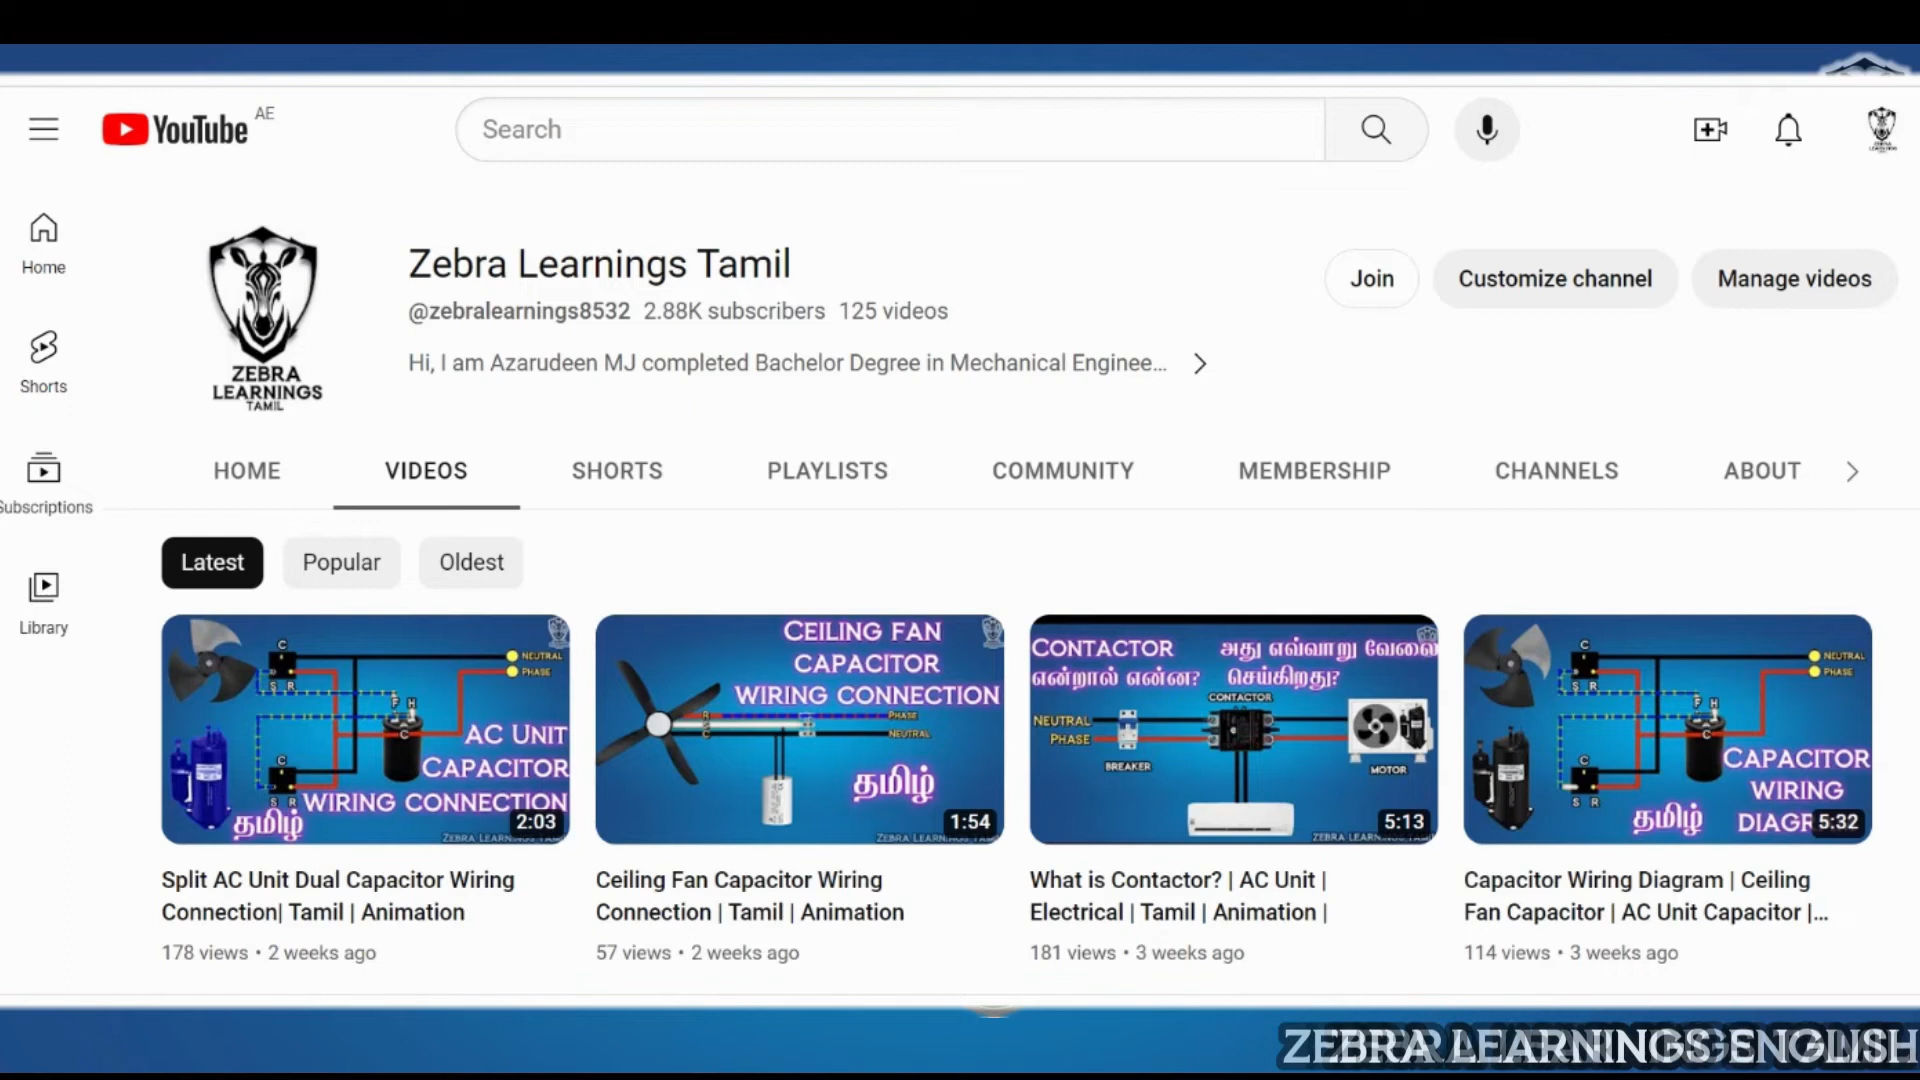 YouTube AE
Search
Home
Shorts
Subscriptions
Library
ZEBRA
LEARNINGS
TAMIL
Zebra Learnings Tamil
@zebralearnings8532 2.88K subscribers 125 videos
Hi, I am Azarudeen MJ completed Bachelor Degree in Mechanical Enginee...
Join Customize channel Manage videos
HOME VIDEOS SHORTS PLAYLISTS COMMUNITY MEMBERSHIP CHANNELS ABOUT
Latest Popular Oldest
C
NEUTRAL
PHASE
S R
F H
C
AC UNIT
CAPACITOR
C
S R
WIRING CONNECTION
தமிழ்
2:03
CEILING FAN
CAPACITOR
WIRING CONNECTION
R PHASE
S
C NEUTRAL
தமிழ்
1:54
CONTACTOR அது எவ்வாறு வேலை
என்றால் என்ன? செய்கிறது?
CONTACTOR
NEUTRAL
PHASE
BREAKER
MOTOR
5:13
C
NEUTRAL
PHASE
S R
F H
C
CAPACITOR
C
WIRING
S R
தமிழ்
DIAGR
5:32
Split AC Unit Dual Capacitor Wiring
Connection| Tamil | Animation
178 views • 2 weeks ago
Ceiling Fan Capacitor Wiring
Connection | Tamil | Animation
57 views • 2 weeks ago
What is Contactor? | AC Unit |
Electrical | Tamil | Animation |
181 views • 3 weeks ago
Capacitor Wiring Diagram | Ceiling
Fan Capacitor | AC Unit Capacitor |...
114 views • 3 weeks ago
ZEBRA LEARNINGS ENGLISH